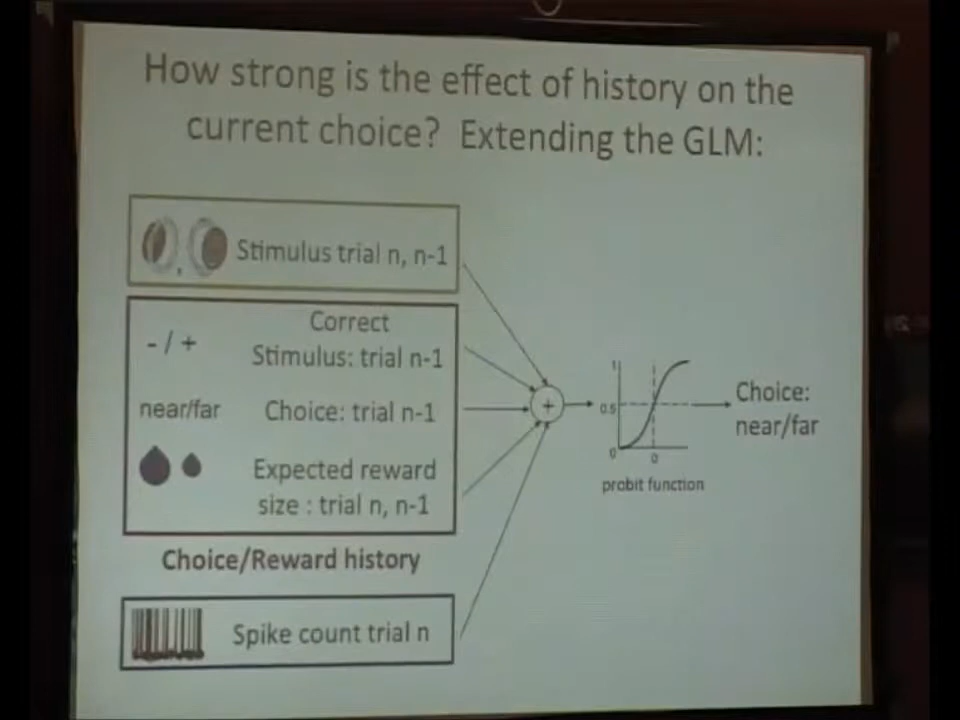 How strong is the effect of history on the
current choice? Extending the GLM:
Stimulus trial n, n-1
- / +
Correct
Stimulus: trial n-1
near/far
Choice: trial n-1
Expected reward
size : trial n, n-1
Choice/Reward history
Spike count trial n
+
1
0.5
0
0
probit function
Choice:
near/far